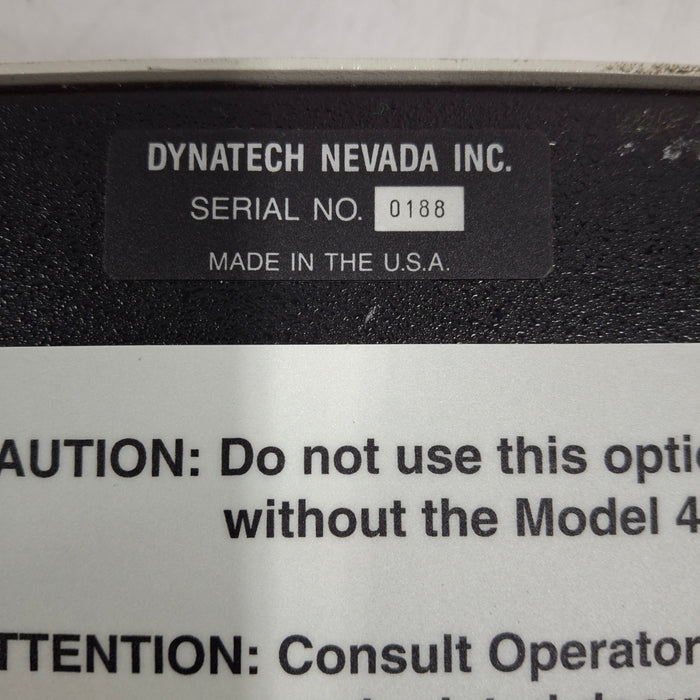 DYNATECH NEVADA INC.
SERIAL NO. 0188
MADE IN THE U.S.A.
AUTION: Do not use this optio
without the Model 4
TTENTION: Consult Operator